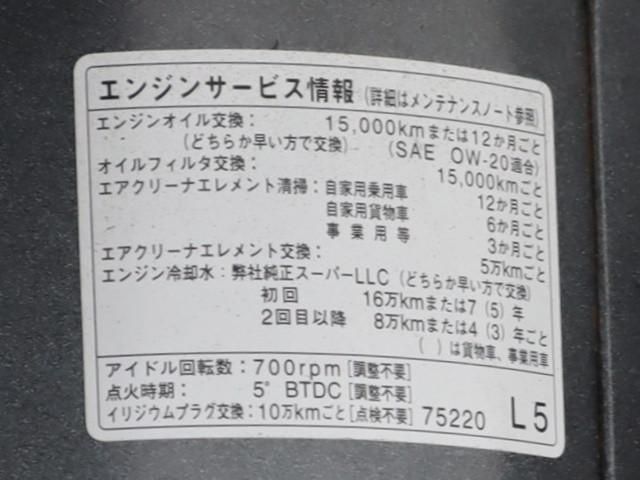 エンジンサービス情報 (詳細はメンテナンスノート参照)
エンジンオイル交換： 15,000kmまたは12か月ごと
(どちらか早い方で交換) (SAE 0W-20適合)
オイルフィルタ交換： 15,000kmごと
エアクリーナエレメント清掃：自家用乗用車 12か月ごと
自家用貨物車 6か月ごと
事業用等 3か月ごと
エアクリーナエレメント交換： 5万kmごと
エンジン冷却水：弊社純正スーパーLLC (どちらか早い方で交換)
初回 16万kmまたは7 (5) 年
2回目以降 8万kmまたは4 (3) 年ごと
( ) は貨物車、事業用車
アイドル回転数：700rpm [調整不要]
点火時期： 5° BTDC [調整不要]
イリジウムプラグ交換：10万kmごと [点検不要] 75220 L5